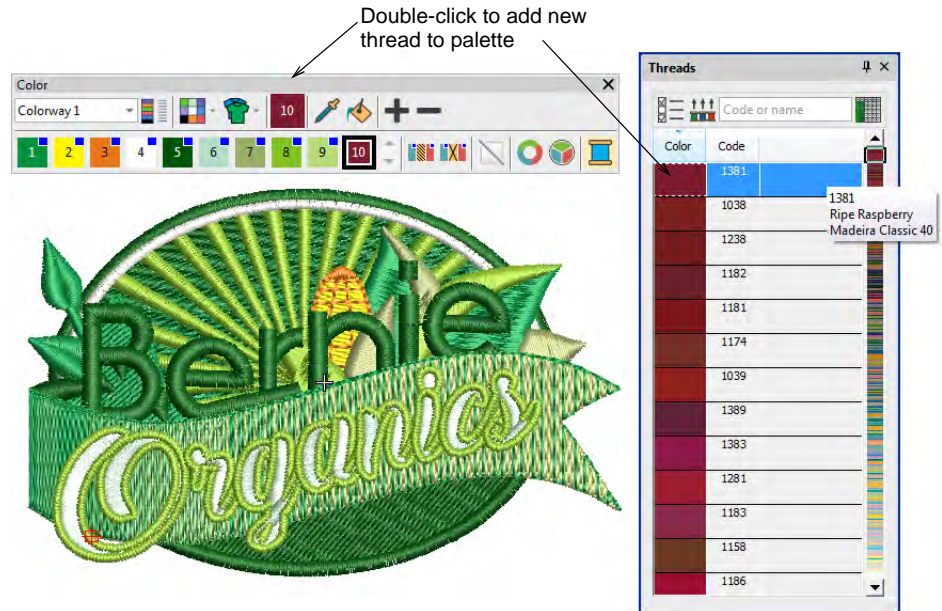 Double-click to add new
thread to palette
Color
Colorway 1
10
1 2 3 4 5 6 7 8 9 10
Bernie
Organics
Threads
Code or name
Color Code
1381
1038
1238
1182
1181
1174
1039
1389
1383
1281
1183
1158
1186
1381
Ripe Raspberry
Madeira Classic 40